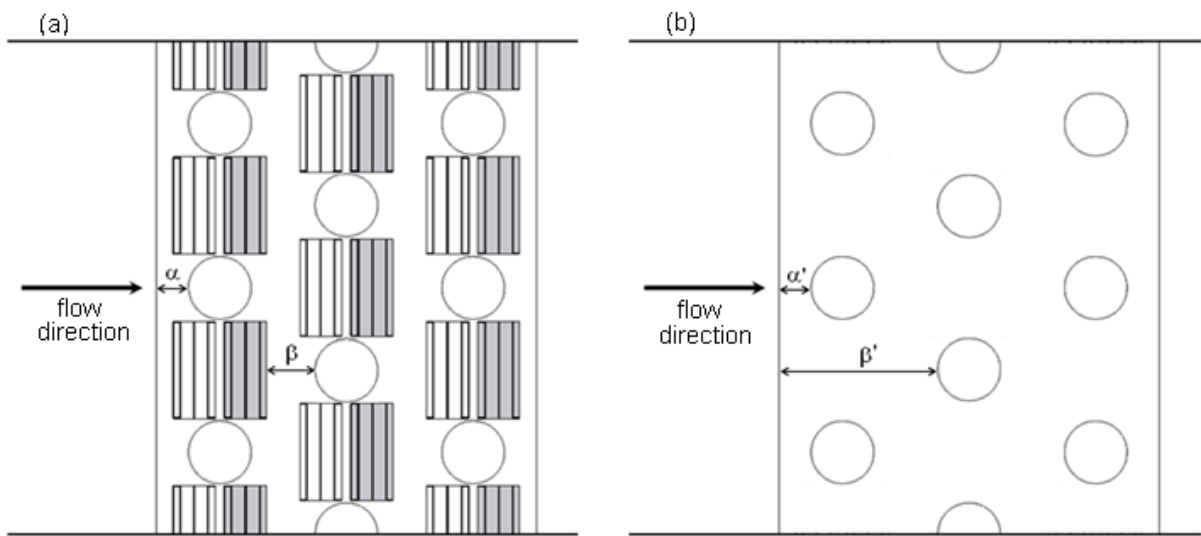 (a)
α
β
flow
direction
(b)
α'
β'
flow
direction